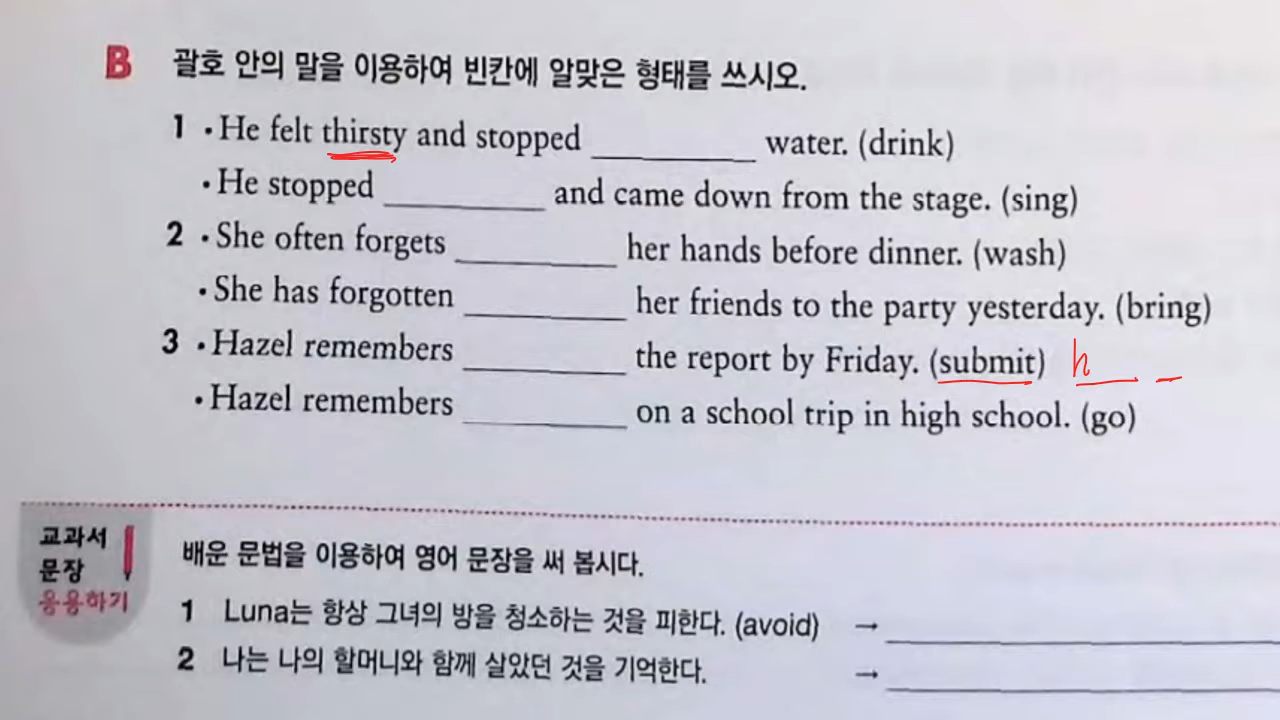 B 괄호 안의 말을 이용하여 빈칸에 알맞은 형태를 쓰시오.
1 · He felt thirsty and stopped __________ water. (drink)
· He stopped __________ and came down from the stage. (sing)
2 · She often forgets __________ her hands before dinner. (wash)
· She has forgotten __________ her friends to the party yesterday. (bring)
3 · Hazel remembers __________ the report by Friday. (submit) h
· Hazel remembers __________ on a school trip in high school. (go)
교과서
문장
응용하기
배운 문법을 이용하여 영어 문장을 써 봅시다.
1 Luna는 항상 그녀의 방을 청소하는 것을 피한다. (avoid) → __________
2 나는 나의 할머니와 함께 살았던 것을 기억한다. → __________